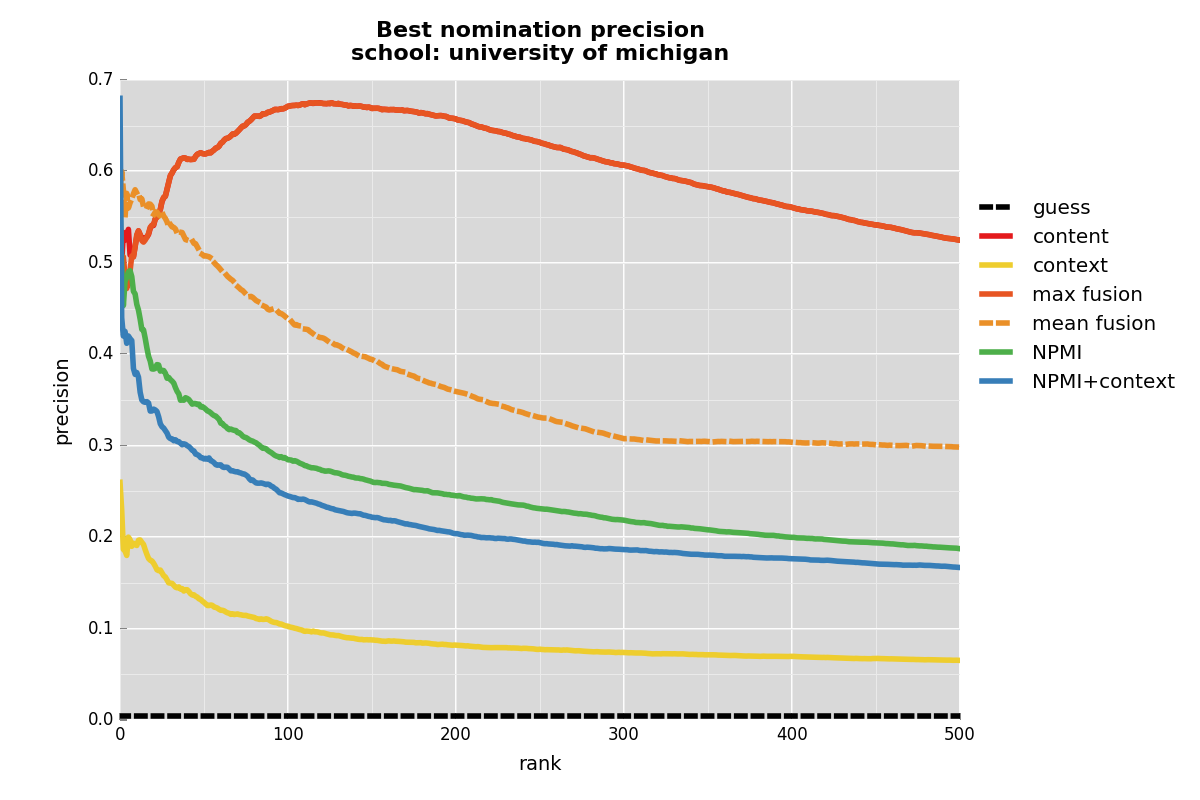 Best nomination precision
school: university of michigan
0.7
0.6
0.5
0.4
0.3
0.2
0.1
0.0
precision
0
100
200
300
400
500
rank
guess
content
context
max fusion
mean fusion
NPMI
NPMI+context